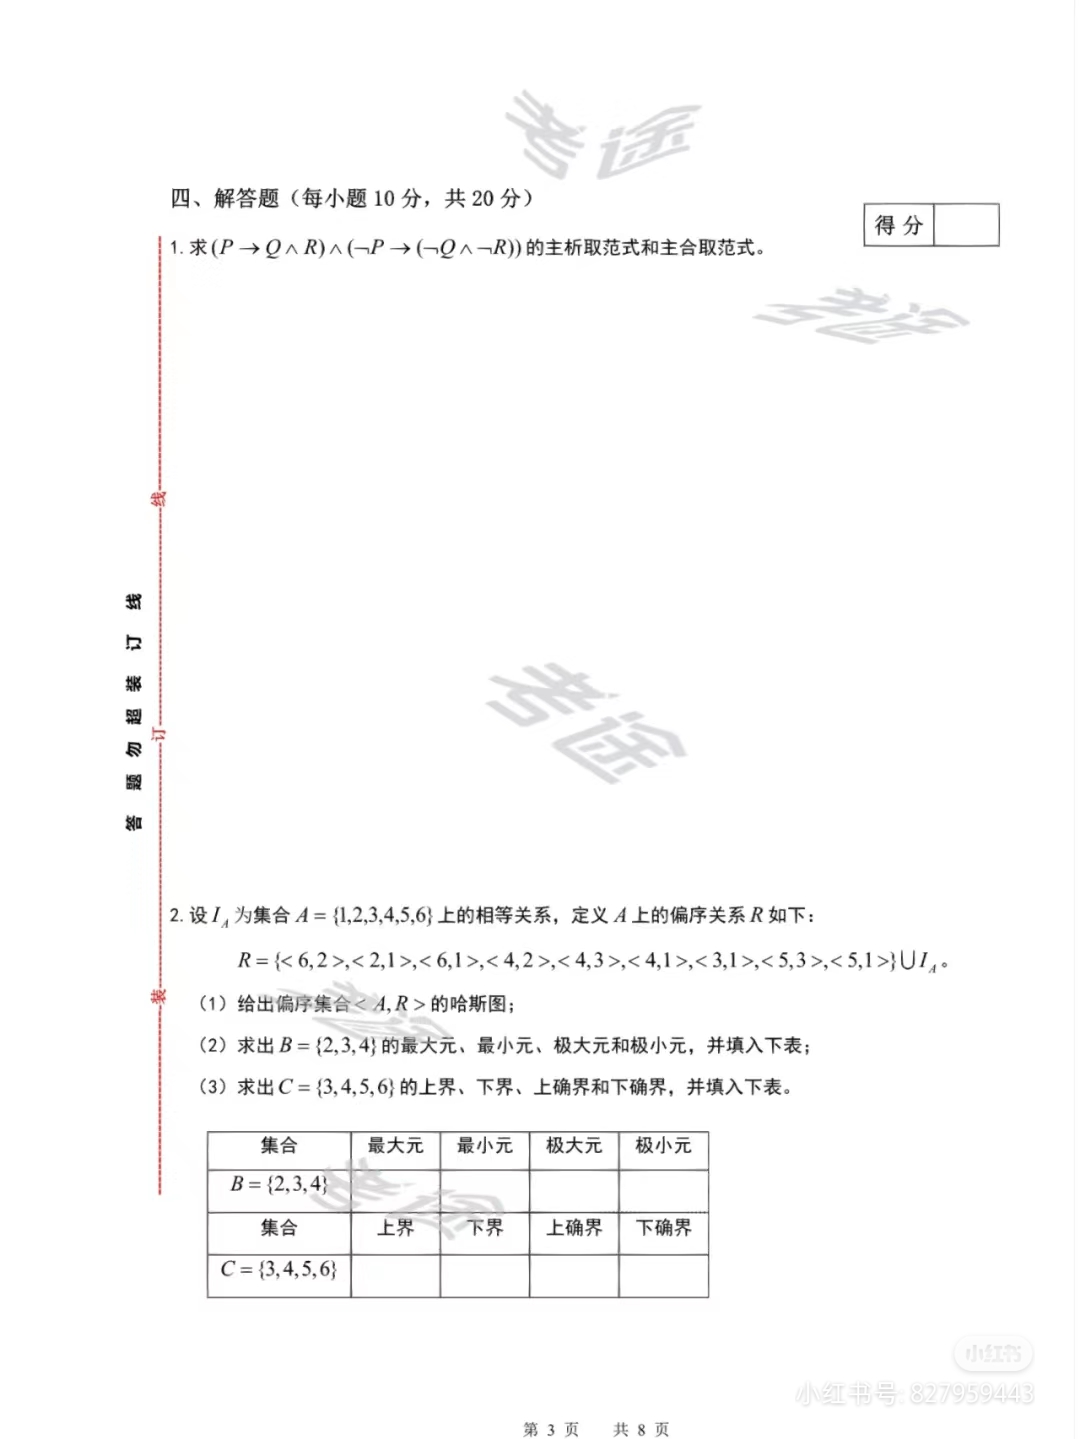 考途
四、解答题（每小题 10 分，共 20 分）
得 分
1. 求 (P → Q ∧ R) ∧ (¬P → (¬Q ∧ ¬R)) 的主析取范式和主合取范式。
考途
线
答 题 勿 超 装 订 线
考途
订
2. 设 I_A 为集合 A = {1,2,3,4,5,6} 上的相等关系，定义 A 上的偏序关系 R 如下：
R = {< 6,2 >,< 2,1 >,< 6,1 >,< 4,2 >,< 4,3 >,< 4,1 >,< 3,1 >,< 5,3 >,< 5,1 >} ∪ I_A 。
装
（1）给出偏序集合 < A, R > 的哈斯图；
考途
（2）求出 B = {2,3,4} 的最大元、最小元、极大元和极小元，并填入下表；
（3）求出 C = {3,4,5,6} 的上界、下界、上确界和下确界，并填入下表。
集合 最大元 最小元 极大元 极小元
B = {2,3,4}
考途
集合 上界 下界 上确界 下确界
C = {3,4,5,6}
小红书
小红书号: 827959443
第 3 页 共 8 页